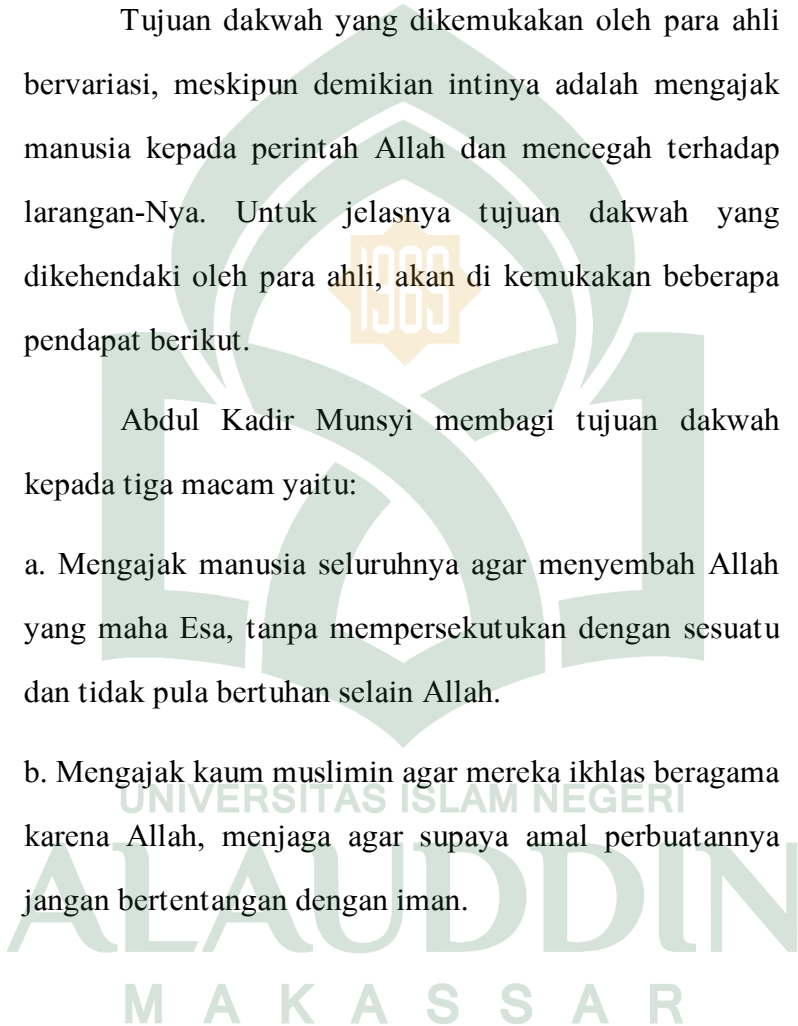 Tujuan dakwah yang dikemukakan oleh para ahli
bervariasi, meskipun demikian intinya adalah mengajak
manusia kepada perintah Allah dan mencegah terhadap
larangan-Nya. Untuk jelasnya tujuan dakwah yang
dikehendaki oleh para ahli, akan di kemukakan beberapa
1965
pendapat berikut.
Abdul Kadir Munsyi membagi tujuan dakwah
kepada tiga macam yaitu:
a. Mengajak manusia seluruhnya agar menyembah Allah
yang maha Esa, tanpa mempersekutukan dengan sesuatu
dan tidak pula bertuhan selain Allah.
b. Mengajak kaum muslimin agar mereka ikhlas beragama
UNIVERSITAS ISLAM NEGERI
karena Allah, menjaga agar supaya amal perbuatannya
ALAUDDIN
jangan bertentangan dengan iman.
MAKASSAR